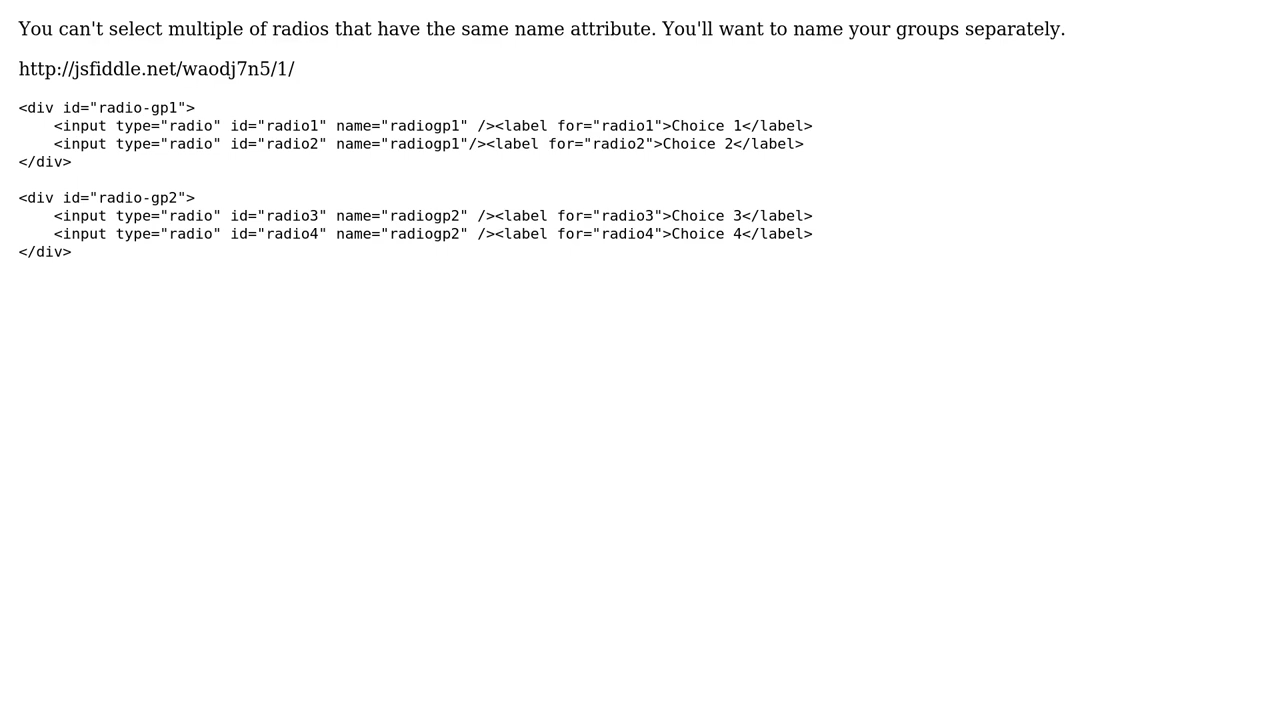 You can't select multiple of radios that have the same name attribute. You'll want to name your groups separately.
http://jsfiddle.net/waodj7n5/1/
<div id="radio-gp1">
    <input type="radio" id="radio1" name="radiogp1" /><label for="radio1">Choice 1</label>
    <input type="radio" id="radio2" name="radiogp1"/><label for="radio2">Choice 2</label>
</div>

<div id="radio-gp2">
    <input type="radio" id="radio3" name="radiogp2" /><label for="radio3">Choice 3</label>
    <input type="radio" id="radio4" name="radiogp2" /><label for="radio4">Choice 4</label>
</div>